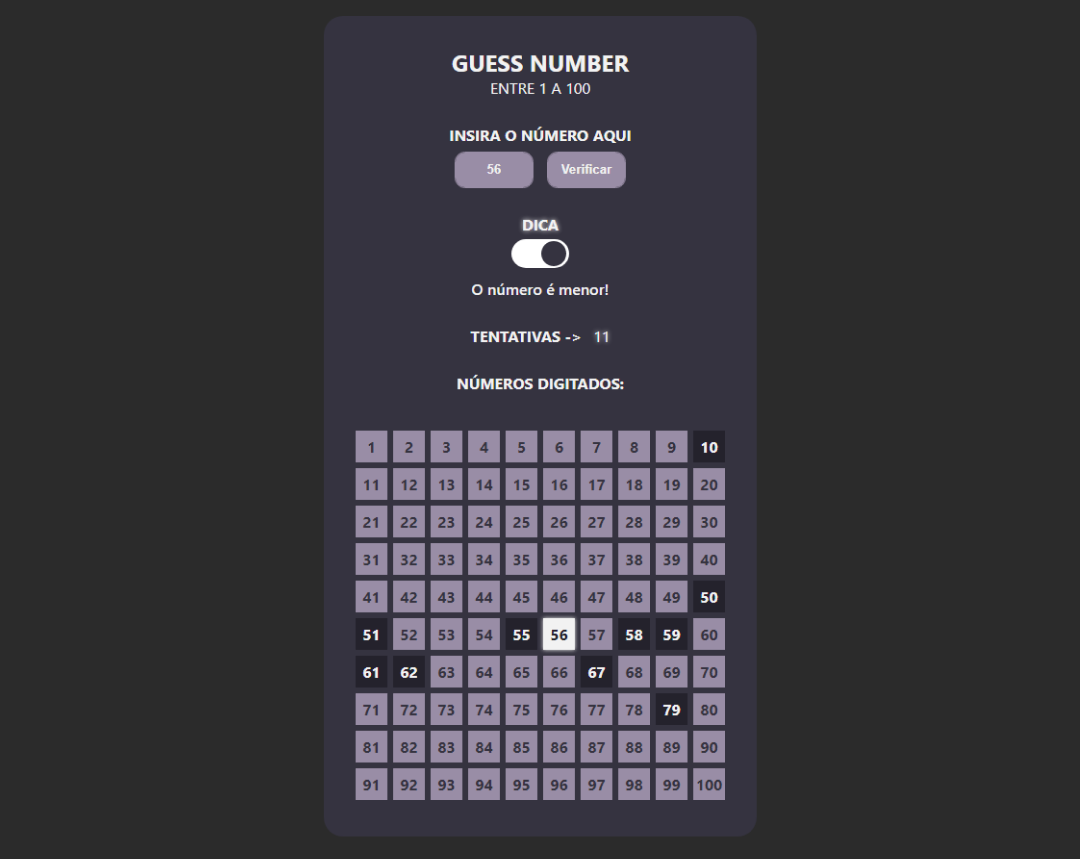 GUESS NUMBER
ENTRE 1 A 100
INSIRA O NÚMERO AQUI
56 Verificar
DICA
O número é menor!
TENTATIVAS -> 11
NÚMEROS DIGITADOS:
1 2 3 4 5 6 7 8 9 10
11 12 13 14 15 16 17 18 19 20
21 22 23 24 25 26 27 28 29 30
31 32 33 34 35 36 37 38 39 40
41 42 43 44 45 46 47 48 49 50
51 52 53 54 55 56 57 58 59 60
61 62 63 64 65 66 67 68 69 70
71 72 73 74 75 76 77 78 79 80
81 82 83 84 85 86 87 88 89 90
91 92 93 94 95 96 97 98 99 100